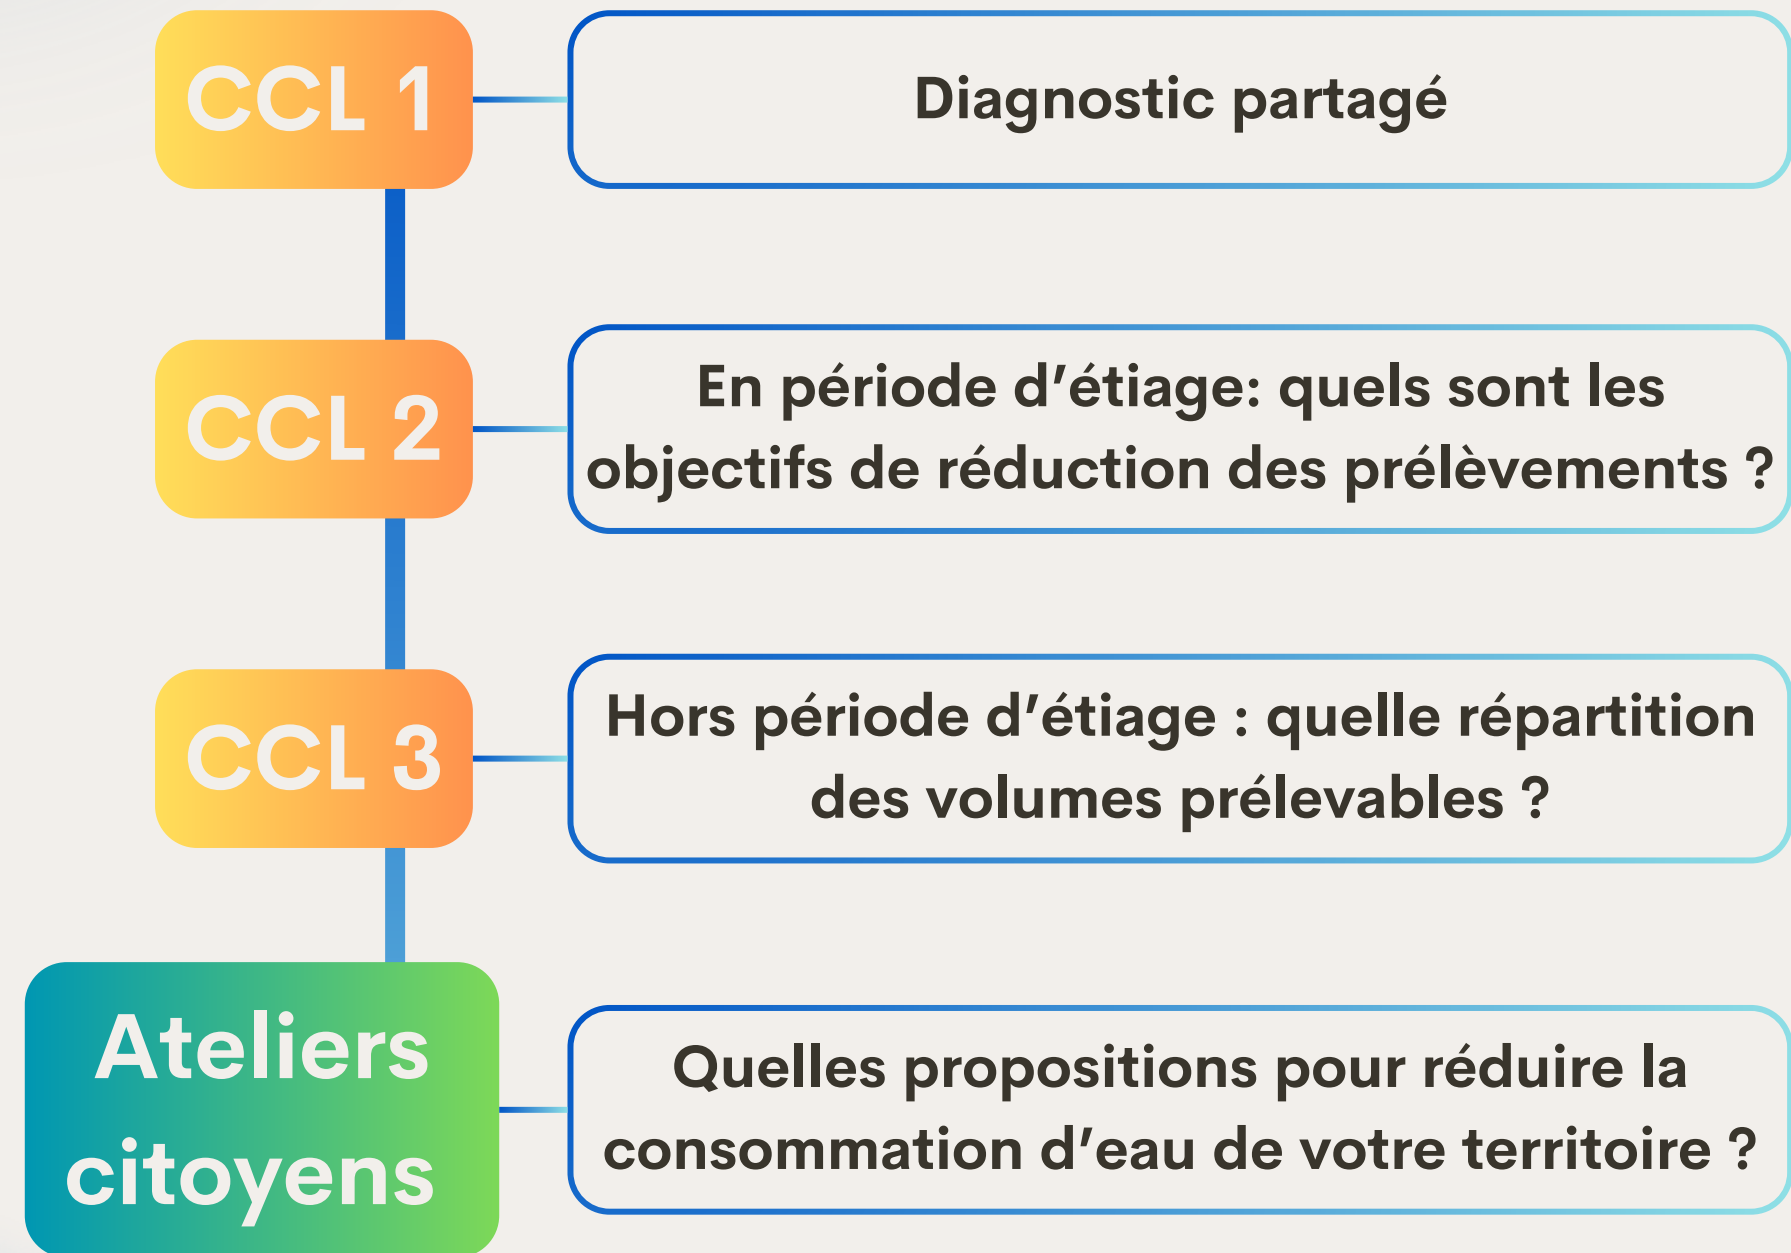 CCL 1
Diagnostic partagé
CCL 2
En période d’étiage: quels sont les
objectifs de réduction des prélèvements ?
CCL 3
Hors période d’étiage : quelle répartition
des volumes prélevables ?
Ateliers
citoyens
Quelles propositions pour réduire la
consommation d’eau de votre territoire ?